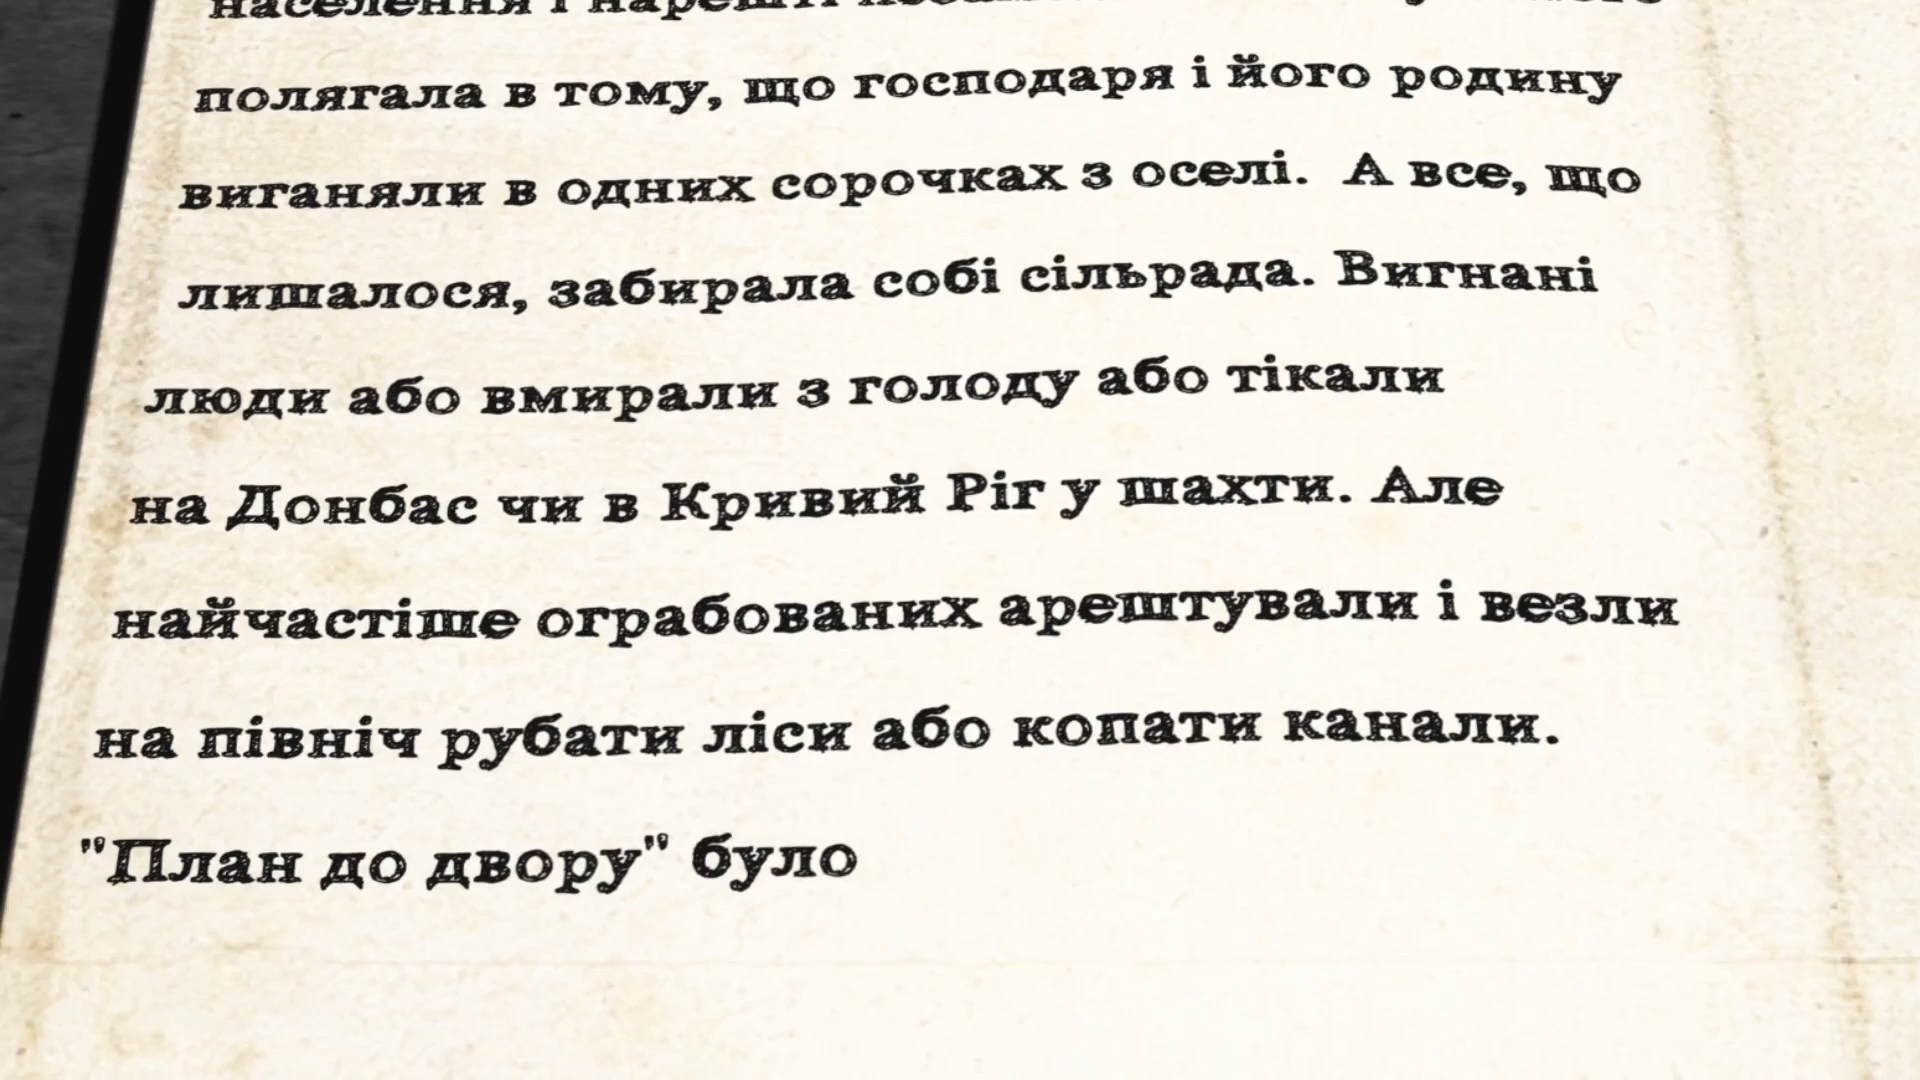 населення і нарешті
полягала в тому, що господаря і його родину
виганяли в одних сорочках з оселі. А все, що
лишалося, забирала собі сільрада. Вигнані
люди або вмирали з голоду або тікали
на Донбас чи в Кривий Ріг у шахти. Але
найчастіше ограбованих арештували і везли
на північ рубати ліси або копати канали.
"План до двору" було